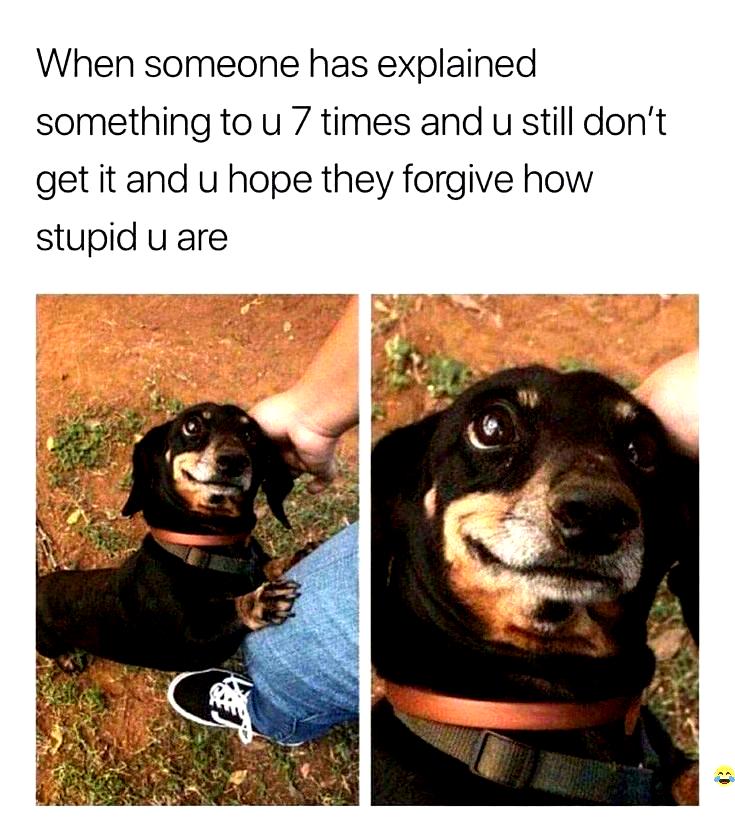 When someone has explained
something to u 7 times and u still don't
get it and u hope they forgive how
stupid u are